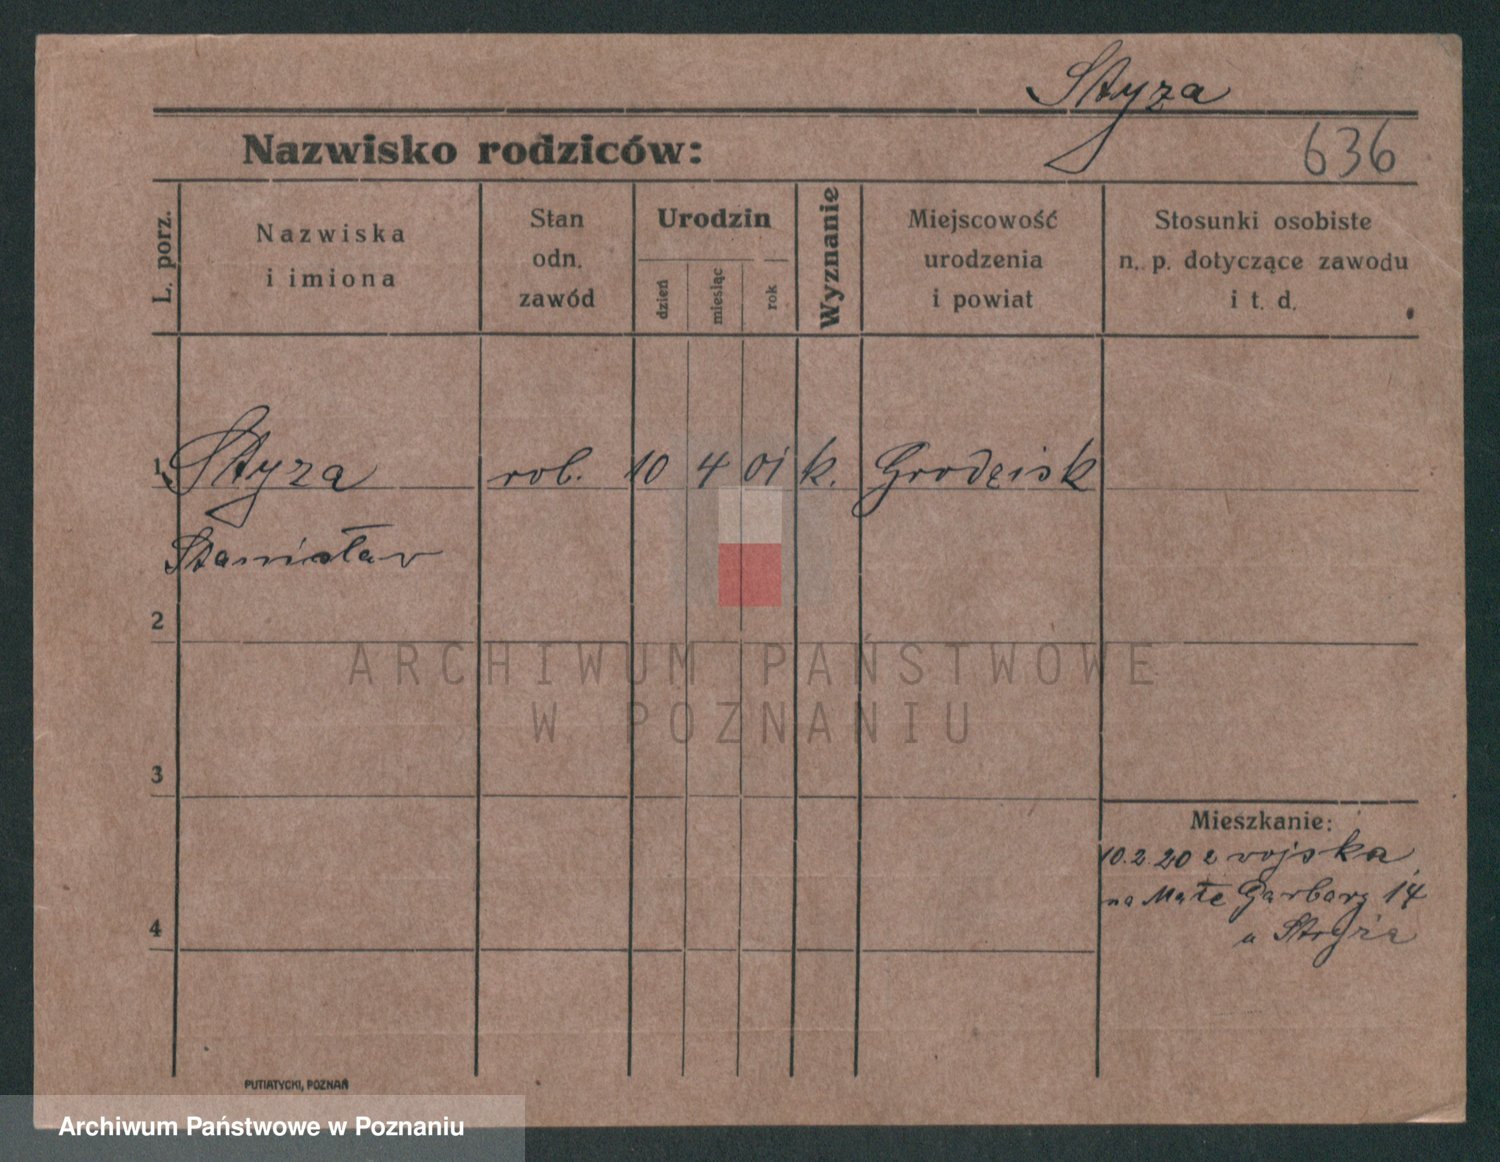 Styza
Nazwisko rodziców:
636
L. porz.
Nazwiska
i imiona
Stan
odn.
zawód
Urodzin
dzień
miesiąc
rok
Wyznanie
Miejscowość
urodzenia
i powiat
Stosunki osobiste
n. p. dotyczące zawodu
i t. d.
1 Styza rob. 10 4 01 k. Grodzisk
Stanisław
2
ARCHIWUM PAŃSTWOWE
W POZNANIU
3
Mieszkanie:
10.2.20 z wojska
na Małe Garbary 14
u
4
PUTIATYCKI, POZNAŃ
Archiwum Państwowe w Poznaniu